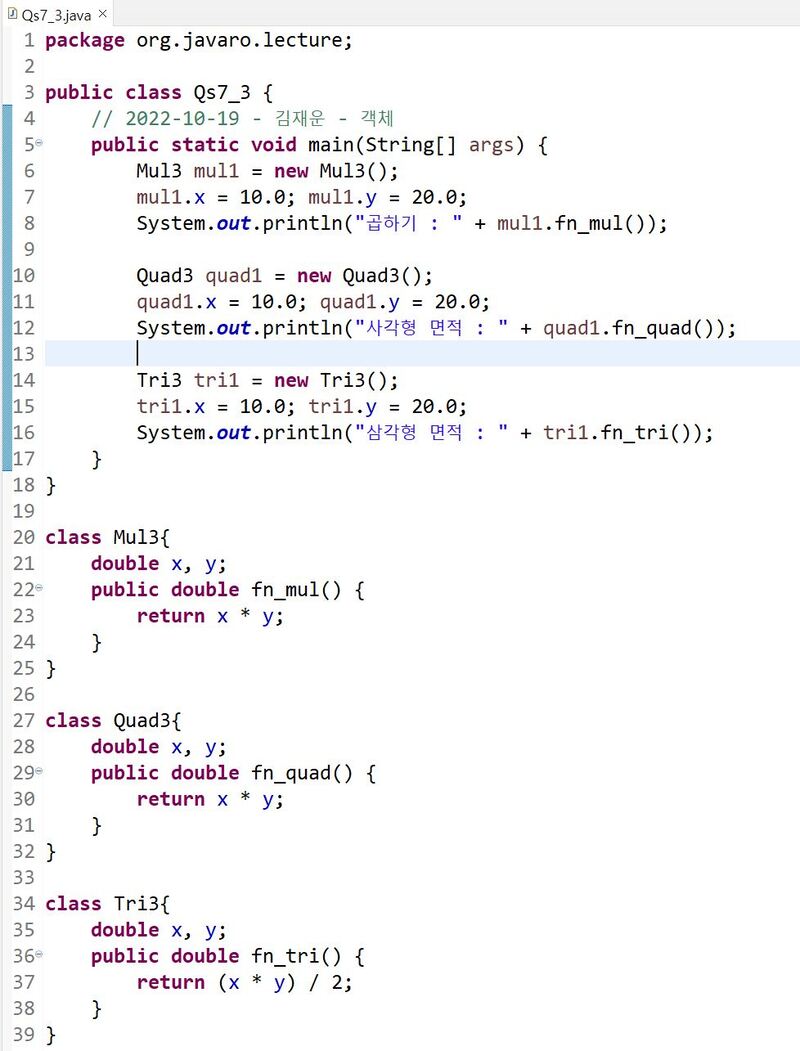 Qs7_3.java
1 package org.javaro.lecture;
2
3 public class Qs7_3 {
4     // 2022-10-19 - 김재운 - 객체
5     public static void main(String[] args) {
6         Mul3 mul1 = new Mul3();
7         mul1.x = 10.0; mul1.y = 20.0;
8         System.out.println("곱하기 : " + mul1.fn_mul());
9
10         Quad3 quad1 = new Quad3();
11         quad1.x = 10.0; quad1.y = 20.0;
12         System.out.println("사각형 면적 : " + quad1.fn_quad());
13
14         Tri3 tri1 = new Tri3();
15         tri1.x = 10.0; tri1.y = 20.0;
16         System.out.println("삼각형 면적 : " + tri1.fn_tri());
17     }
18 }
19
20 class Mul3{
21     double x, y;
22     public double fn_mul() {
23         return x * y;
24     }
25 }
26
27 class Quad3{
28     double x, y;
29     public double fn_quad() {
30         return x * y;
31     }
32 }
33
34 class Tri3{
35     double x, y;
36     public double fn_tri() {
37         return (x * y) / 2;
38     }
39 }